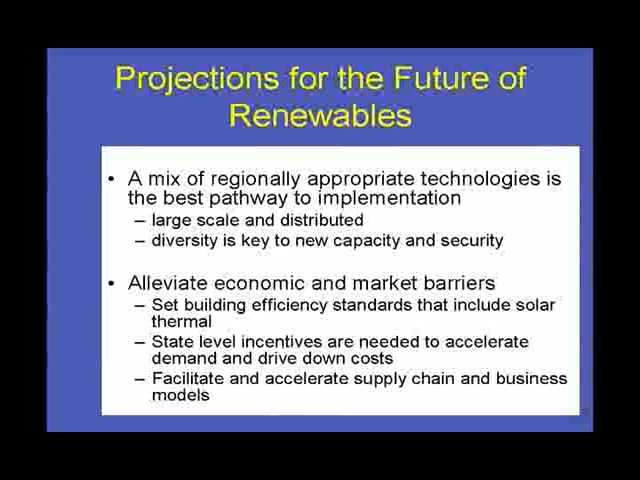 Projections for the Future of
Renewables
• A mix of regionally appropriate technologies is
the best pathway to implementation
– large scale and distributed
– diversity is key to new capacity and security
• Alleviate economic and market barriers
– Set building efficiency standards that include solar
thermal
– State level incentives are needed to accelerate
demand and drive down costs
– Facilitate and accelerate supply chain and business
models